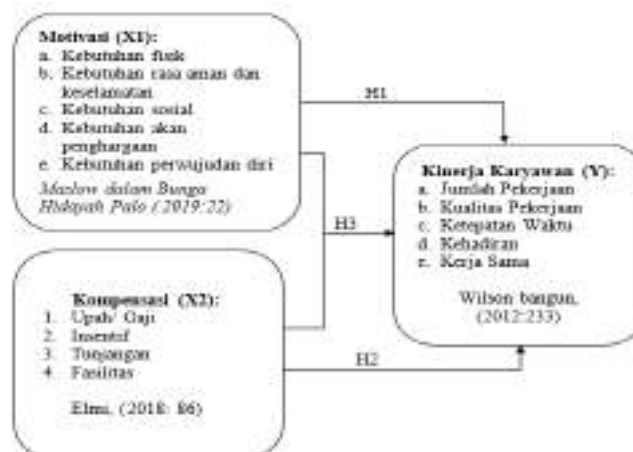 Motivasi (X1):
a. Kebutuhan fisik
b. Kebutuhan rasa aman dan
keselamatan
c. Kebutuhan sosial
d. Kebutuhan akan
penghargaan
e. Kebutuhan perwujudan diri
Maslow dalam Bunga
Hidayah Palo (2019:22)
H1
H3
Kinerja Karyawan (Y):
a. Jumlah Pekerjaan
b. Kualitas Pekerjaan
c. Ketepatan Waktu
d. Kehadiran
e. Kerja Sama
Wilson bangun,
(2012:233)
Kompensasi (X2):
1. Upah/ Gaji
2. Insentif
3. Tunjangan
4. Fasilitas
Elmi, (2018: 86)
H2